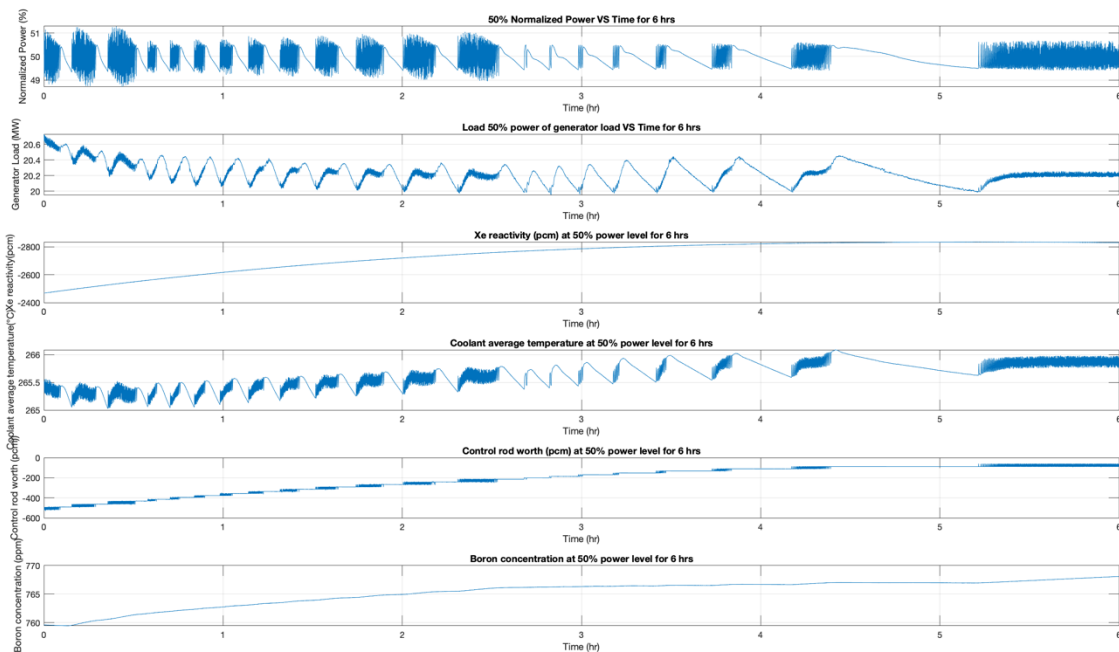 50% Normalized Power VS Time for 6 hrs
Normalized Power (%)
51
50
49
0 1 2 3 4 5 6
Time (hr)
Load 50% power of generator load VS Time for 6 hrs
Generator Load (MW)
20.6
20.4
20.2
20
0 1 2 3 4 5 6
Time (hr)
Xe reactivity (pcm) at 50% power level for 6 hrs
Xe reactivity(pcm)
-2800
-2600
-2400
0 1 2 3 4 5 6
Time (hr)
Coolant average temperature at 50% power level for 6 hrs
Coolant average temperature(°C)
266
265.5
265
0 1 2 3 4 5 6
Time (hr)
Control rod worth (pcm) at 50% power level for 6 hrs
Control rod worth (pcm)
0
-200
-400
-600
0 1 2 3 4 5 6
Time (hr)
Boron concentration at 50% power level for 6 hrs
Boron concentration (ppm)
770
765
760
0 1 2 3 4 5 6
Time (hr)